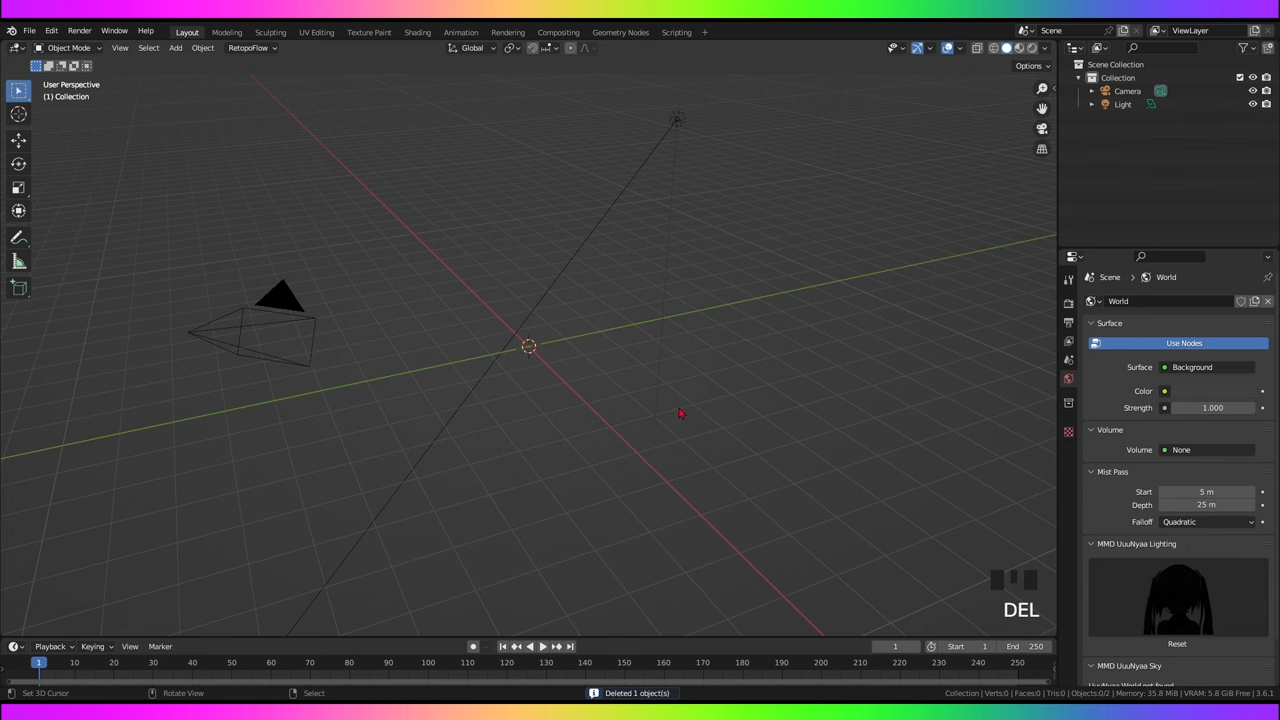 File Edit Render Window Help Layout Modeling Sculpting UV Editing Texture Paint Shading Animation Rendering Compositing Geometry Nodes Scripting + Scene ViewLayer
Object Mode View Select Add Object RetopoFlow Global
Options
User Perspective
(1) Collection
Scene Collection
Collection
Camera
Light
Scene World
World
Surface
Use Nodes
Surface Background
Color
Strength 1.000
Volume
Volume None
Mist Pass
Start 5 m
Depth 25 m
Falloff Quadratic
MMD UuuNyaa Lighting
Reset
MMD UuuNyaa Sky
UuuNyaa World not found
DEL
Playback Keying View Marker 1 Start 1 End 250
1 10 20 30 40 50 60 70 80 90 100 110 120 130 140 150 160 170 180 190 200 210 220 230 240 250
Set 3D Cursor Rotate View Select Deleted 1 object(s) Collection | Verts:0 | Faces:0 | Tris:0 | Objects:0/2 | Memory: 35.8 MiB | VRAM: 5.8 GiB Free | 3.6.1